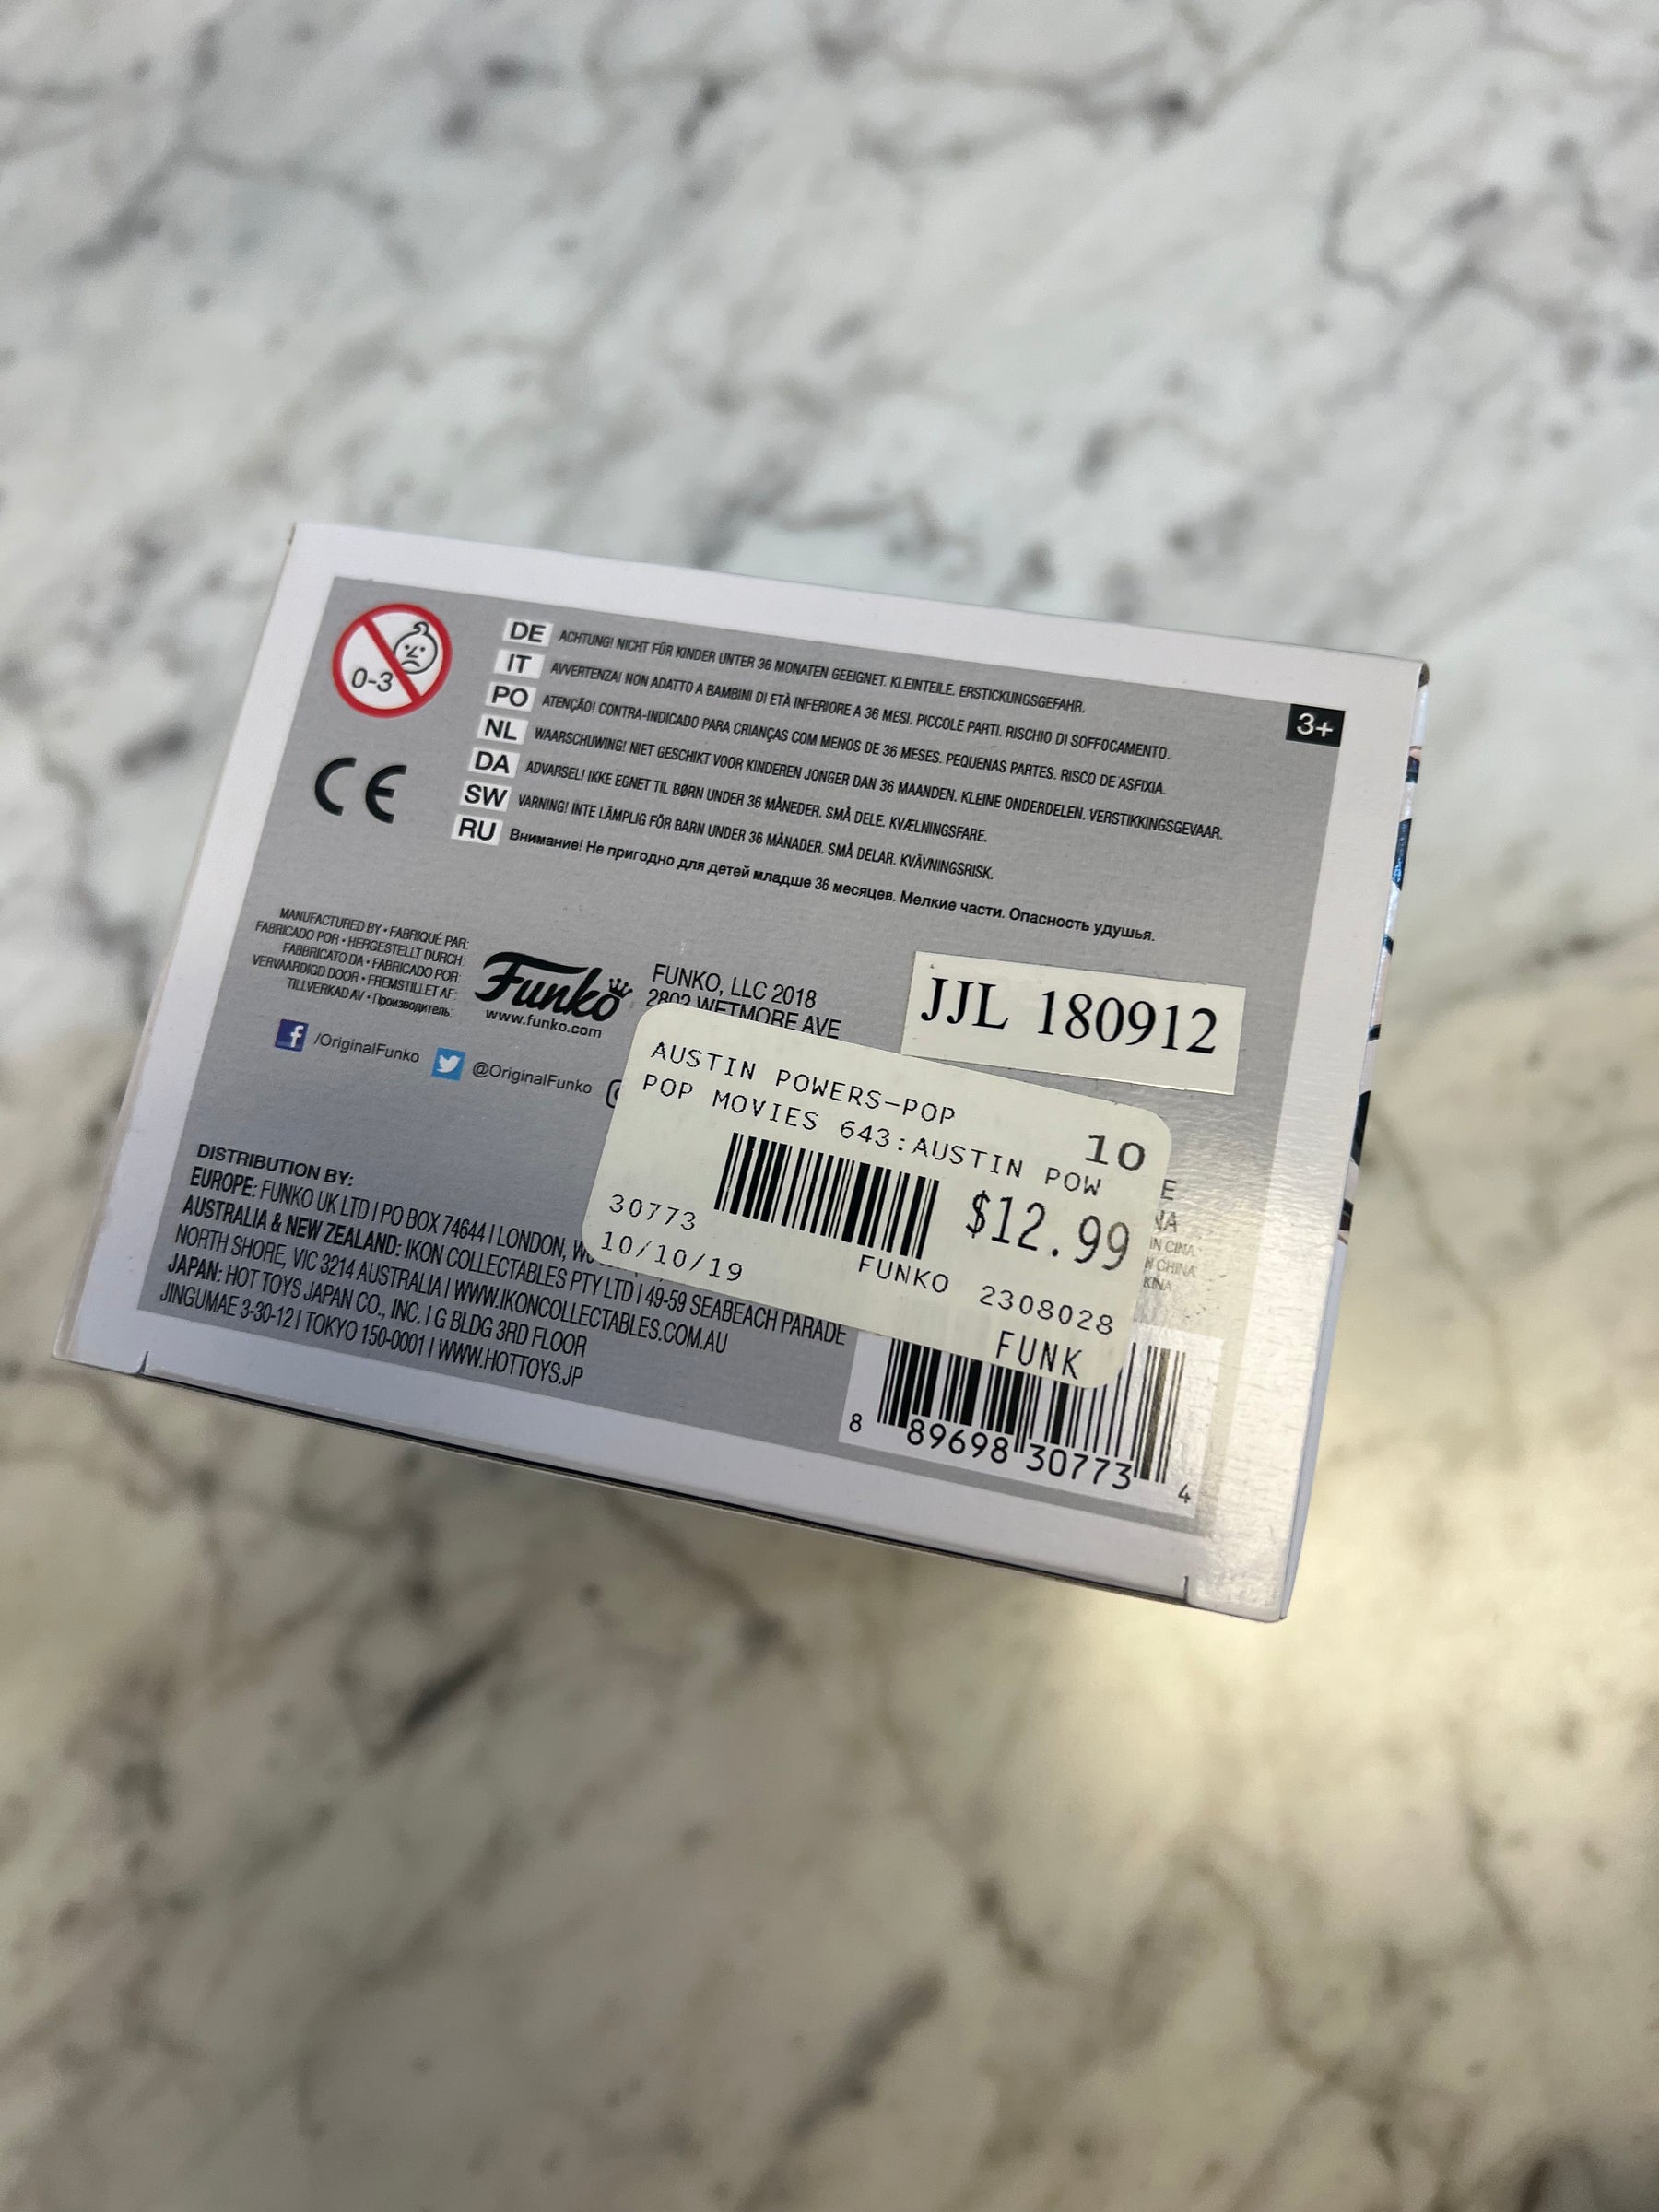 0-3
DE ACHTUNG! NICHT FÜR KINDER UNTER 36 MONATEN GEEIGNET. KLEINTEILE. ERSTICKUNGSGEFAHR.
IT AVVERTENZA! NON ADATTO A BAMBINI DI ETÀ INFERIORE A 36 MESI. PICCOLE PARTI. RISCHIO DI SOFFOCAMENTO.
PO ATENÇÃO! CONTRA-INDICADO PARA CRIANÇAS COM MENOS DE 36 MESES. PEQUENAS PARTES. RISCO DE ASFIXIA.
NL WAARSCHUWING! NIET GESCHIKT VOOR KINDEREN JONGER DAN 36 MAANDEN. KLEINE ONDERDELEN. VERSTIKKINGSGEVAAR.
DA ADVARSEL! IKKE EGNET TIL BØRN UNDER 36 MÅNEDER. SMÅ DELE. KVÆLNINGSFARE.
SW VARNING! INTE LÄMPLIG FÖR BARN UNDER 36 MÅNADER. SMÅ DELAR. KVÄVNINGSRISK.
RU Внимание! Не пригодно для детей младше 36 месяцев. Мелкие части. Опасность удушья.
3+
CE
MANUFACTURED BY • FABRIQUÉ PAR:
FABRICADO POR • HERGESTELLT DURCH:
FABBRICATO DA • FABRICADO POR:
VERVAARDIGD DOOR • FREMSTILLET AF:
TILLVERKAD AV • Производитель:
Funko
www.funko.com
FUNKO, LLC 2018
2802 WETMORE AVE
JJL 180912
/OriginalFunko
@OriginalFunko
AUSTIN POWERS-POP
POP MOVIES 643:AUSTIN POW
10
$12.99
30773
10/10/19
FUNKO 2308028
FUNK
IN CINA
CHINA
KINA
DISTRIBUTION BY:
EUROPE: FUNKO UK LTD | PO BOX 74644 | LONDON,
AUSTRALIA & NEW ZEALAND: IKON COLLECTABLES PTY LTD | 49-59 SEABEACH PARADE
NORTH SHORE, VIC 3214 AUSTRALIA | WWW.IKONCOLLECTABLES.COM.AU
JAPAN: HOT TOYS JAPAN CO., INC. | G BLDG 3RD FLOOR
JINGUMAE 3-30-12 | TOKYO 150-0001 | WWW.HOTTOYS.JP
8 89698 30773 4